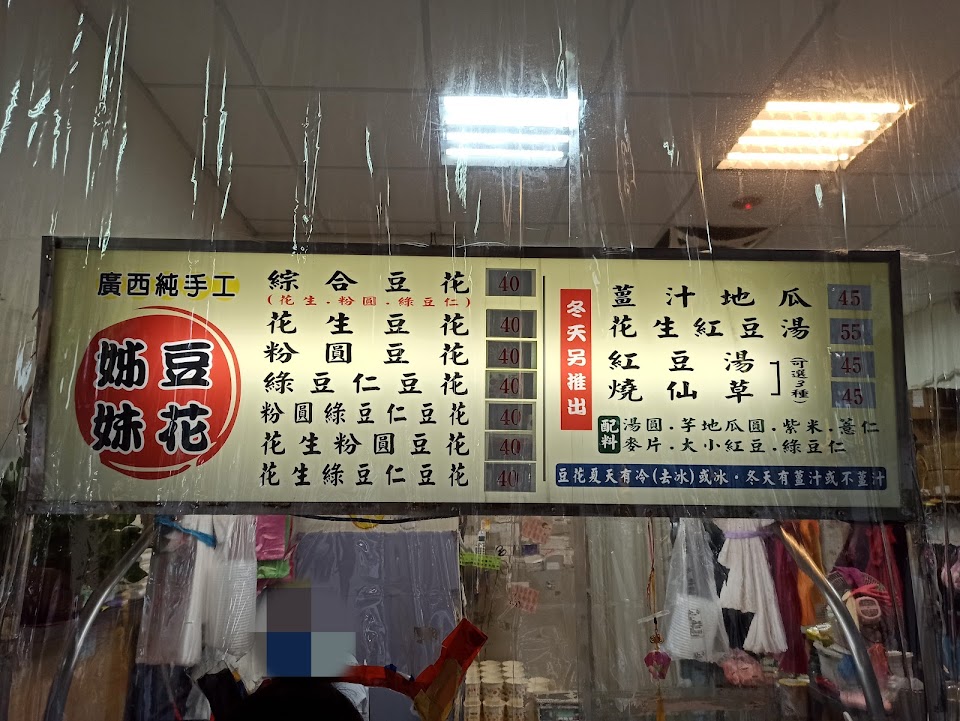 廣西純手工
姊妹
豆花
綜合豆花 40
(花生.粉圓.綠豆仁)
花生豆花 40
粉圓豆花 40
綠豆仁豆花 40
粉圓綠豆仁豆花 40
花生粉圓豆花 40
花生綠豆仁豆花 40
冬天另推出
薑汁地瓜 45
花生紅豆湯 55
紅豆湯 45
燒仙草 45
(可選3種)
配料
湯圓.芋地瓜圓.紫米.薏仁
麥片.大小紅豆.綠豆仁
豆花夏天有冷(去冰)或冰.冬天有薑汁或不薑汁